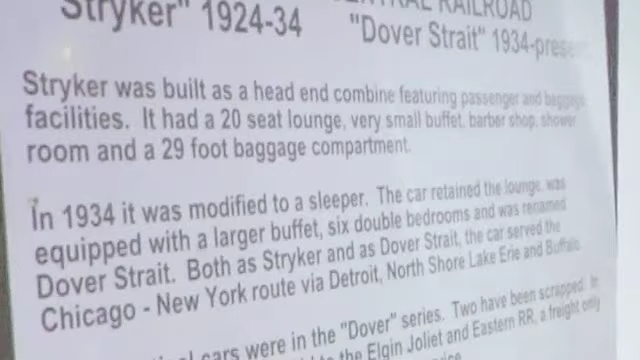 Stryker" 1924-34
CENTRAL RAILROAD
"Dover Strait" 1934-present
Stryker was built as a head end combine featuring passenger and baggage
facilities. It had a 20 seat lounge, very small buffet, barber shop, shower
room and a 29 foot baggage compartment.
In 1934 it was modified to a sleeper. The car retained the lounge, was
equipped with a larger buffet, six double bedrooms and was renamed
Dover Strait. Both as Stryker and as Dover Strait, the car served the
Chicago - New York route via Detroit, North Shore Lake Erie and Buffalo.
cars were in the "Dover" series. Two have been scrapped. In
to the Elgin Joliet and Eastern RR, a freight only